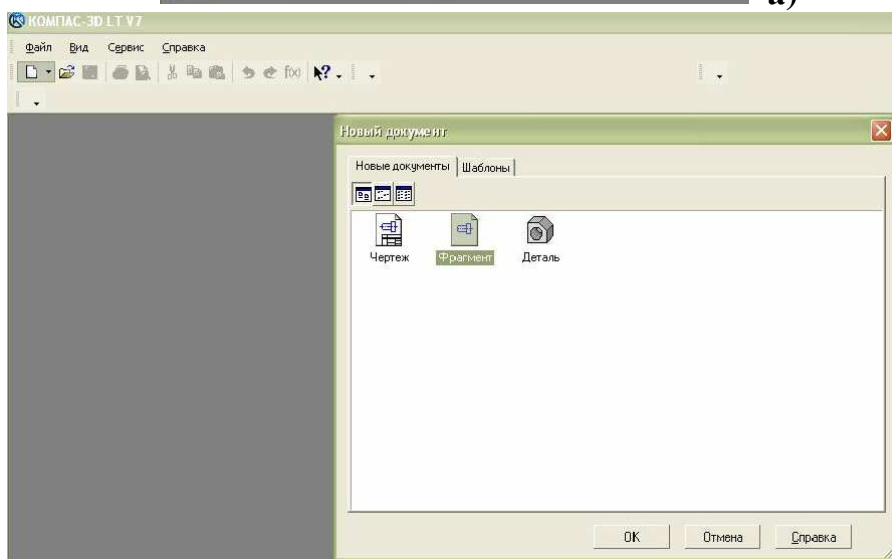 а)
КОМПАС-3D LT V7
Файл Вид Сервис Справка
f(x)
Новый документ
Новые документы Шаблоны
Чертеж Фрагмент Деталь
OK Отмена Справка